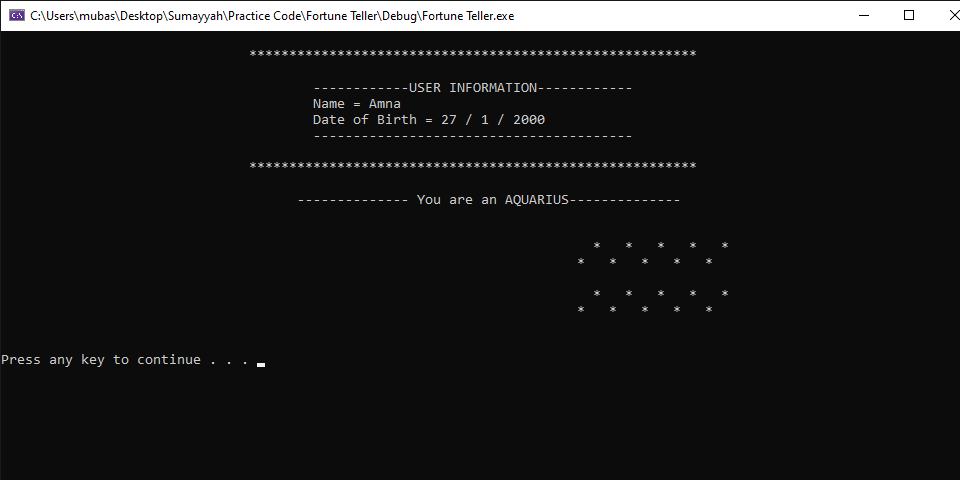 C:\Users\mubas\Desktop\Sumayyah\Practice Code\Fortune Teller\Debug\Fortune Teller.exe
********************************************************
------------USER INFORMATION------------
Name = Amna
Date of Birth = 27 / 1 / 2000
----------------------------------------
********************************************************
-------------- You are an AQUARIUS--------------
* * * * *
* * * * *
* * * * *
* * * * *
Press any key to continue . . .